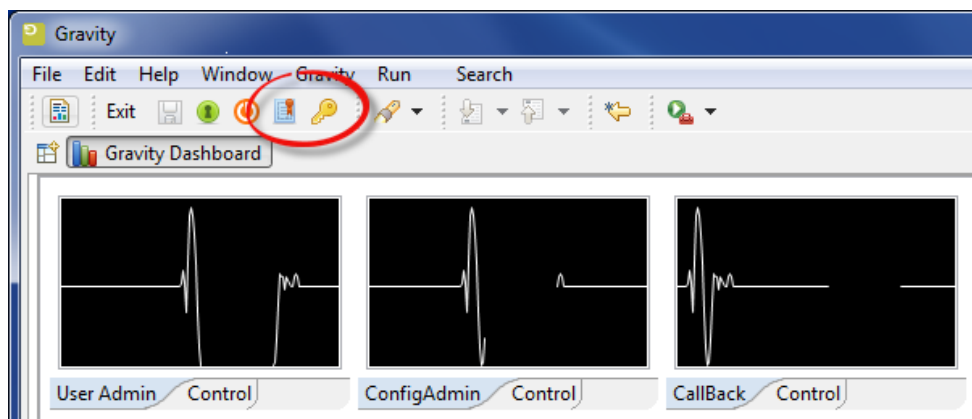 Gravity
File Edit Help Window Gravity Run Search
Exit
Gravity Dashboard
User Admin Control ConfigAdmin Control CallBack Control